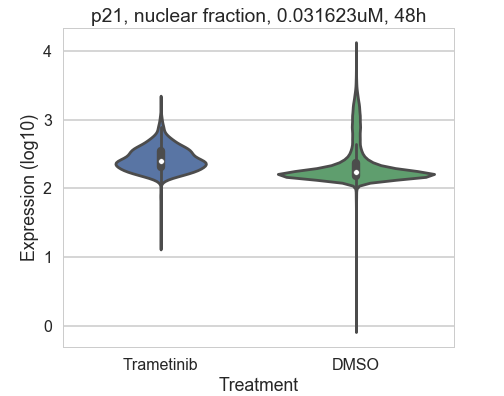 p21, nuclear fraction, 0.031623uM, 48h
Expression (log10)
4
3
2
1
0
Trametinib
DMSO
Treatment